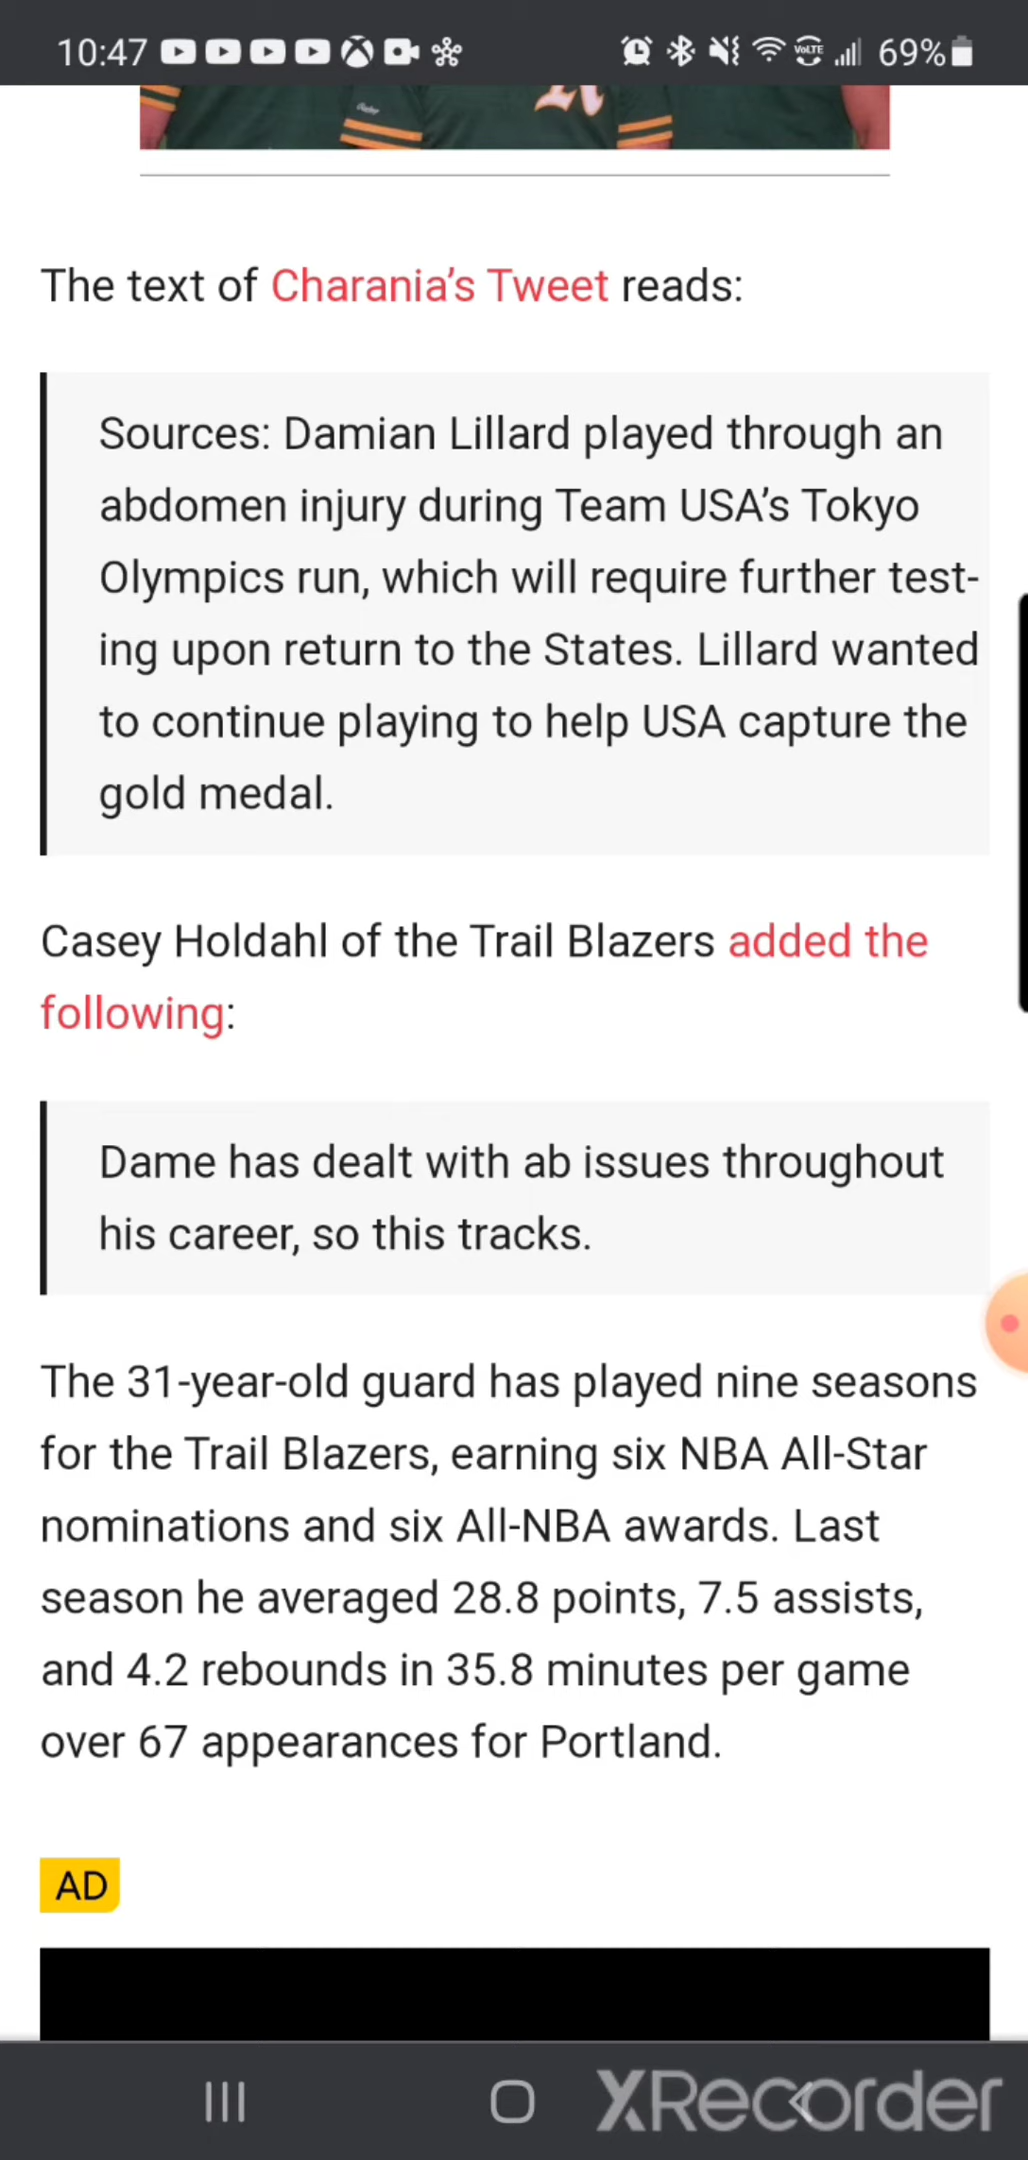 10:47
VoLTE
69%
The text of Charania's Tweet reads:
Sources: Damian Lillard played through an
abdomen injury during Team USA's Tokyo
Olympics run, which will require further test-
ing upon return to the States. Lillard wanted
to continue playing to help USA capture the
gold medal.
Casey Holdahl of the Trail Blazers added the
following:
Dame has dealt with ab issues throughout
his career, so this tracks.
The 31-year-old guard has played nine seasons
for the Trail Blazers, earning six NBA All-Star
nominations and six All-NBA awards. Last
season he averaged 28.8 points, 7.5 assists,
and 4.2 rebounds in 35.8 minutes per game
over 67 appearances for Portland.
AD
XRecorder